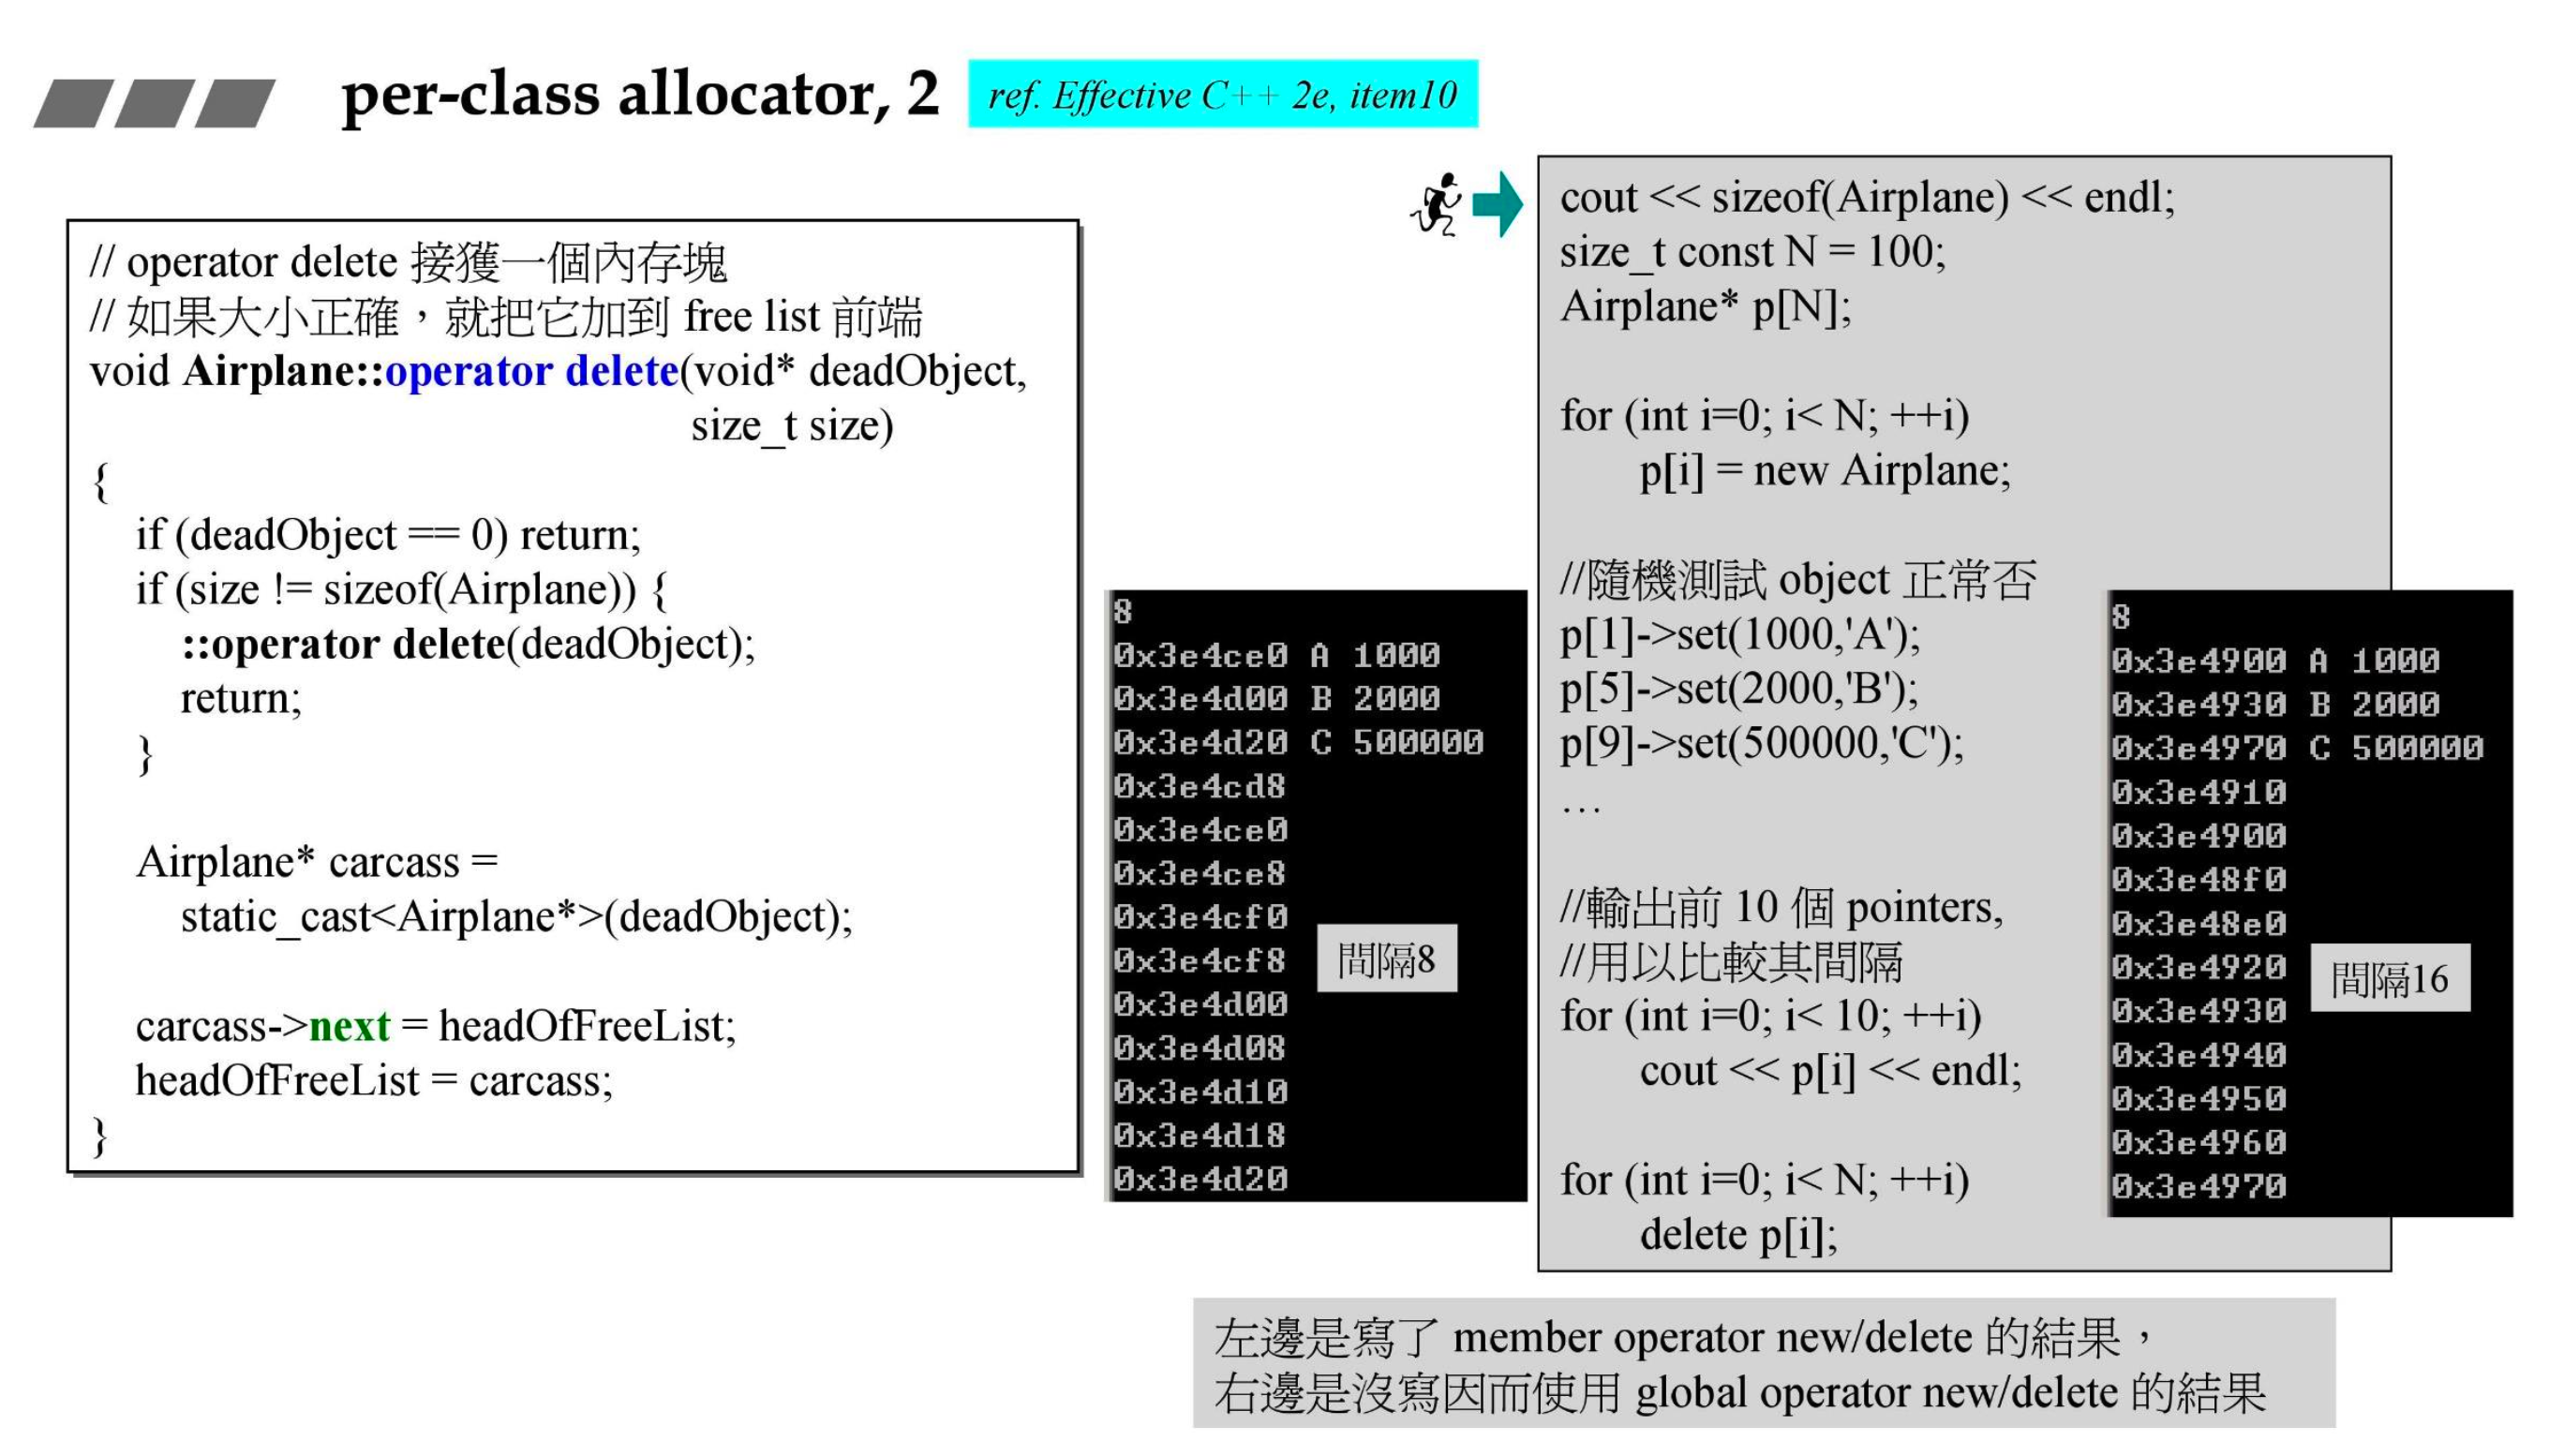 per-class allocator, 2
ref. Effective C++ 2e, item10
// operator delete 接獲一個內存塊
// 如果大小正確，就把它加到 free list 前端
void Airplane::operator delete(void* deadObject,
size_t size)
{
if (deadObject == 0) return;
if (size != sizeof(Airplane)) {
::operator delete(deadObject);
return;
}
Airplane* carcass =
static_cast<Airplane*>(deadObject);
carcass->next = headOfFreeList;
headOfFreeList = carcass;
}
8
0x3e4ce0 A 1000
0x3e4d00 B 2000
0x3e4d20 C 500000
0x3e4cd8
0x3e4ce0
0x3e4ce8
0x3e4cf0
0x3e4cf8
0x3e4d00
0x3e4d08
0x3e4d10
0x3e4d18
0x3e4d20
間隔8
cout << sizeof(Airplane) << endl;
size_t const N = 100;
Airplane* p[N];
for (int i=0; i< N; ++i)
p[i] = new Airplane;
//隨機測試 object 正常否
p[1]->set(1000,'A');
p[5]->set(2000,'B');
p[9]->set(500000,'C');
…
//輸出前 10 個 pointers,
//用以比較其間隔
for (int i=0; i< 10; ++i)
cout << p[i] << endl;
for (int i=0; i< N; ++i)
delete p[i];
8
0x3e4900 A 1000
0x3e4930 B 2000
0x3e4970 C 500000
0x3e4910
0x3e4900
0x3e48f0
0x3e48e0
0x3e4920
0x3e4930
0x3e4940
0x3e4950
0x3e4960
0x3e4970
間隔16
左邊是寫了 member operator new/delete 的結果，
右邊是沒寫因而使用 global operator new/delete 的結果